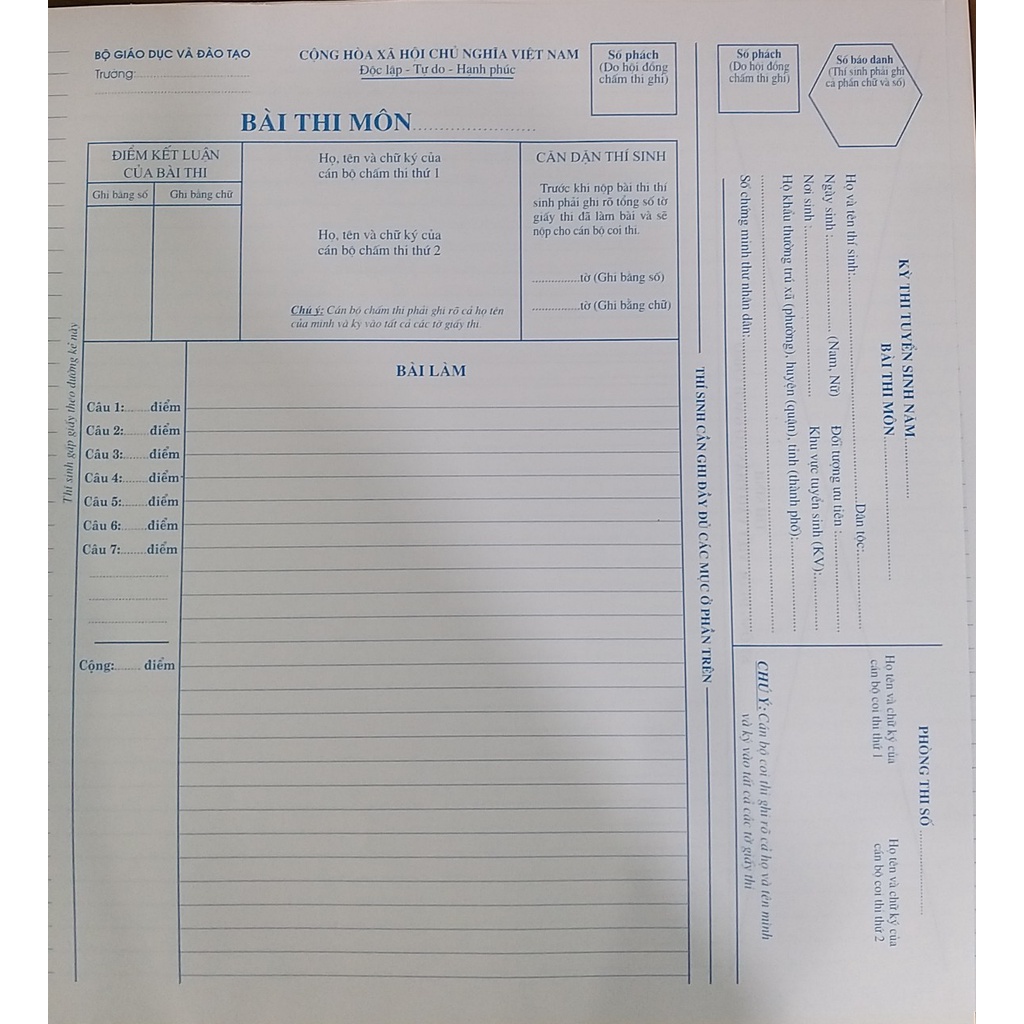 BỘ GIÁO DỤC VÀ ĐÀO TẠO
Trường:
CỘNG HÒA XÃ HỘI CHỦ NGHĨA VIỆT NAM
Độc lập - Tự do - Hạnh phúc
Số phách
(Do hội đồng
chấm thi ghi)
BÀI THI MÔN
ĐIỂM KẾT LUẬN
CỦA BÀI THI
Ghi bằng số
Ghi bằng chữ
Họ, tên và chữ ký của
cán bộ chấm thi thứ 1
Họ, tên và chữ ký của
cán bộ chấm thi thứ 2
Chú ý: Cán bộ chấm thi phải ghi rõ cả họ tên
của mình và ký vào tất cả các tờ giấy thi.
CĂN DẶN THÍ SINH
Trước khi nộp bài thi thí
sinh phải ghi rõ tổng số tờ
giấy thi đã làm bài và sẽ
nộp cho cán bộ coi thi.
..............tờ (Ghi bằng số)
..............tờ (Ghi bằng chữ)
Thí sinh gấp giấy theo đường kẻ này
BÀI LÀM
Câu 1:.......điểm
Câu 2:.......điểm
Câu 3:.......điểm
Câu 4:.......điểm
Câu 5:.......điểm
Câu 6:.......điểm
Câu 7:.......điểm
Cộng:....... điểm
THÍ SINH CẦN GHI ĐẦY ĐỦ CÁC MỤC Ở PHẦN TRÊN
Số phách
(Do hội đồng
chấm thi ghi)
Số báo danh
(Thí sinh phải ghi
cả phần chữ và số)
KỲ THI TUYỂN SINH NĂM
BÀI THI MÔN
Họ và tên thí sinh: Dân tộc:
Ngày sinh : (Nam, Nữ) Đối tượng ưu tiên :
Nơi sinh : Khu vực tuyển sinh (KV):
Hộ khẩu thường trú xã (phường), huyện (quận), tỉnh (thành phố):
Số chứng minh thư nhân dân:
PHÒNG THI SỐ
Họ tên và chữ ký của
cán bộ coi thi thứ 1
Họ tên và chữ ký của
cán bộ coi thi thứ 2
CHÚ Ý: Cán bộ coi thi ghi rõ cả họ và tên mình
và ký vào tất cả các tờ giấy thi